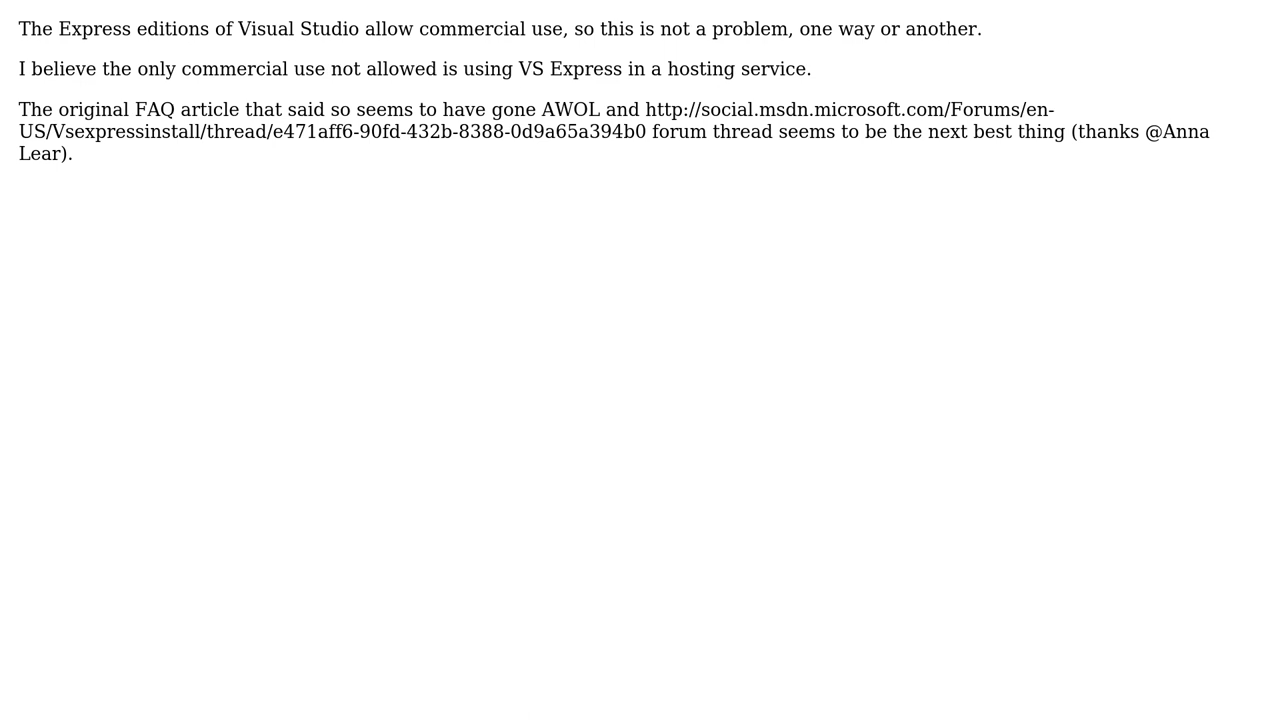 The Express editions of Visual Studio allow commercial use, so this is not a problem, one way or another.
I believe the only commercial use not allowed is using VS Express in a hosting service.
The original FAQ article that said so seems to have gone AWOL and http://social.msdn.microsoft.com/Forums/en-
US/Vsexpressinstall/thread/e471aff6-90fd-432b-8388-0d9a65a394b0 forum thread seems to be the next best thing (thanks @Anna
Lear).